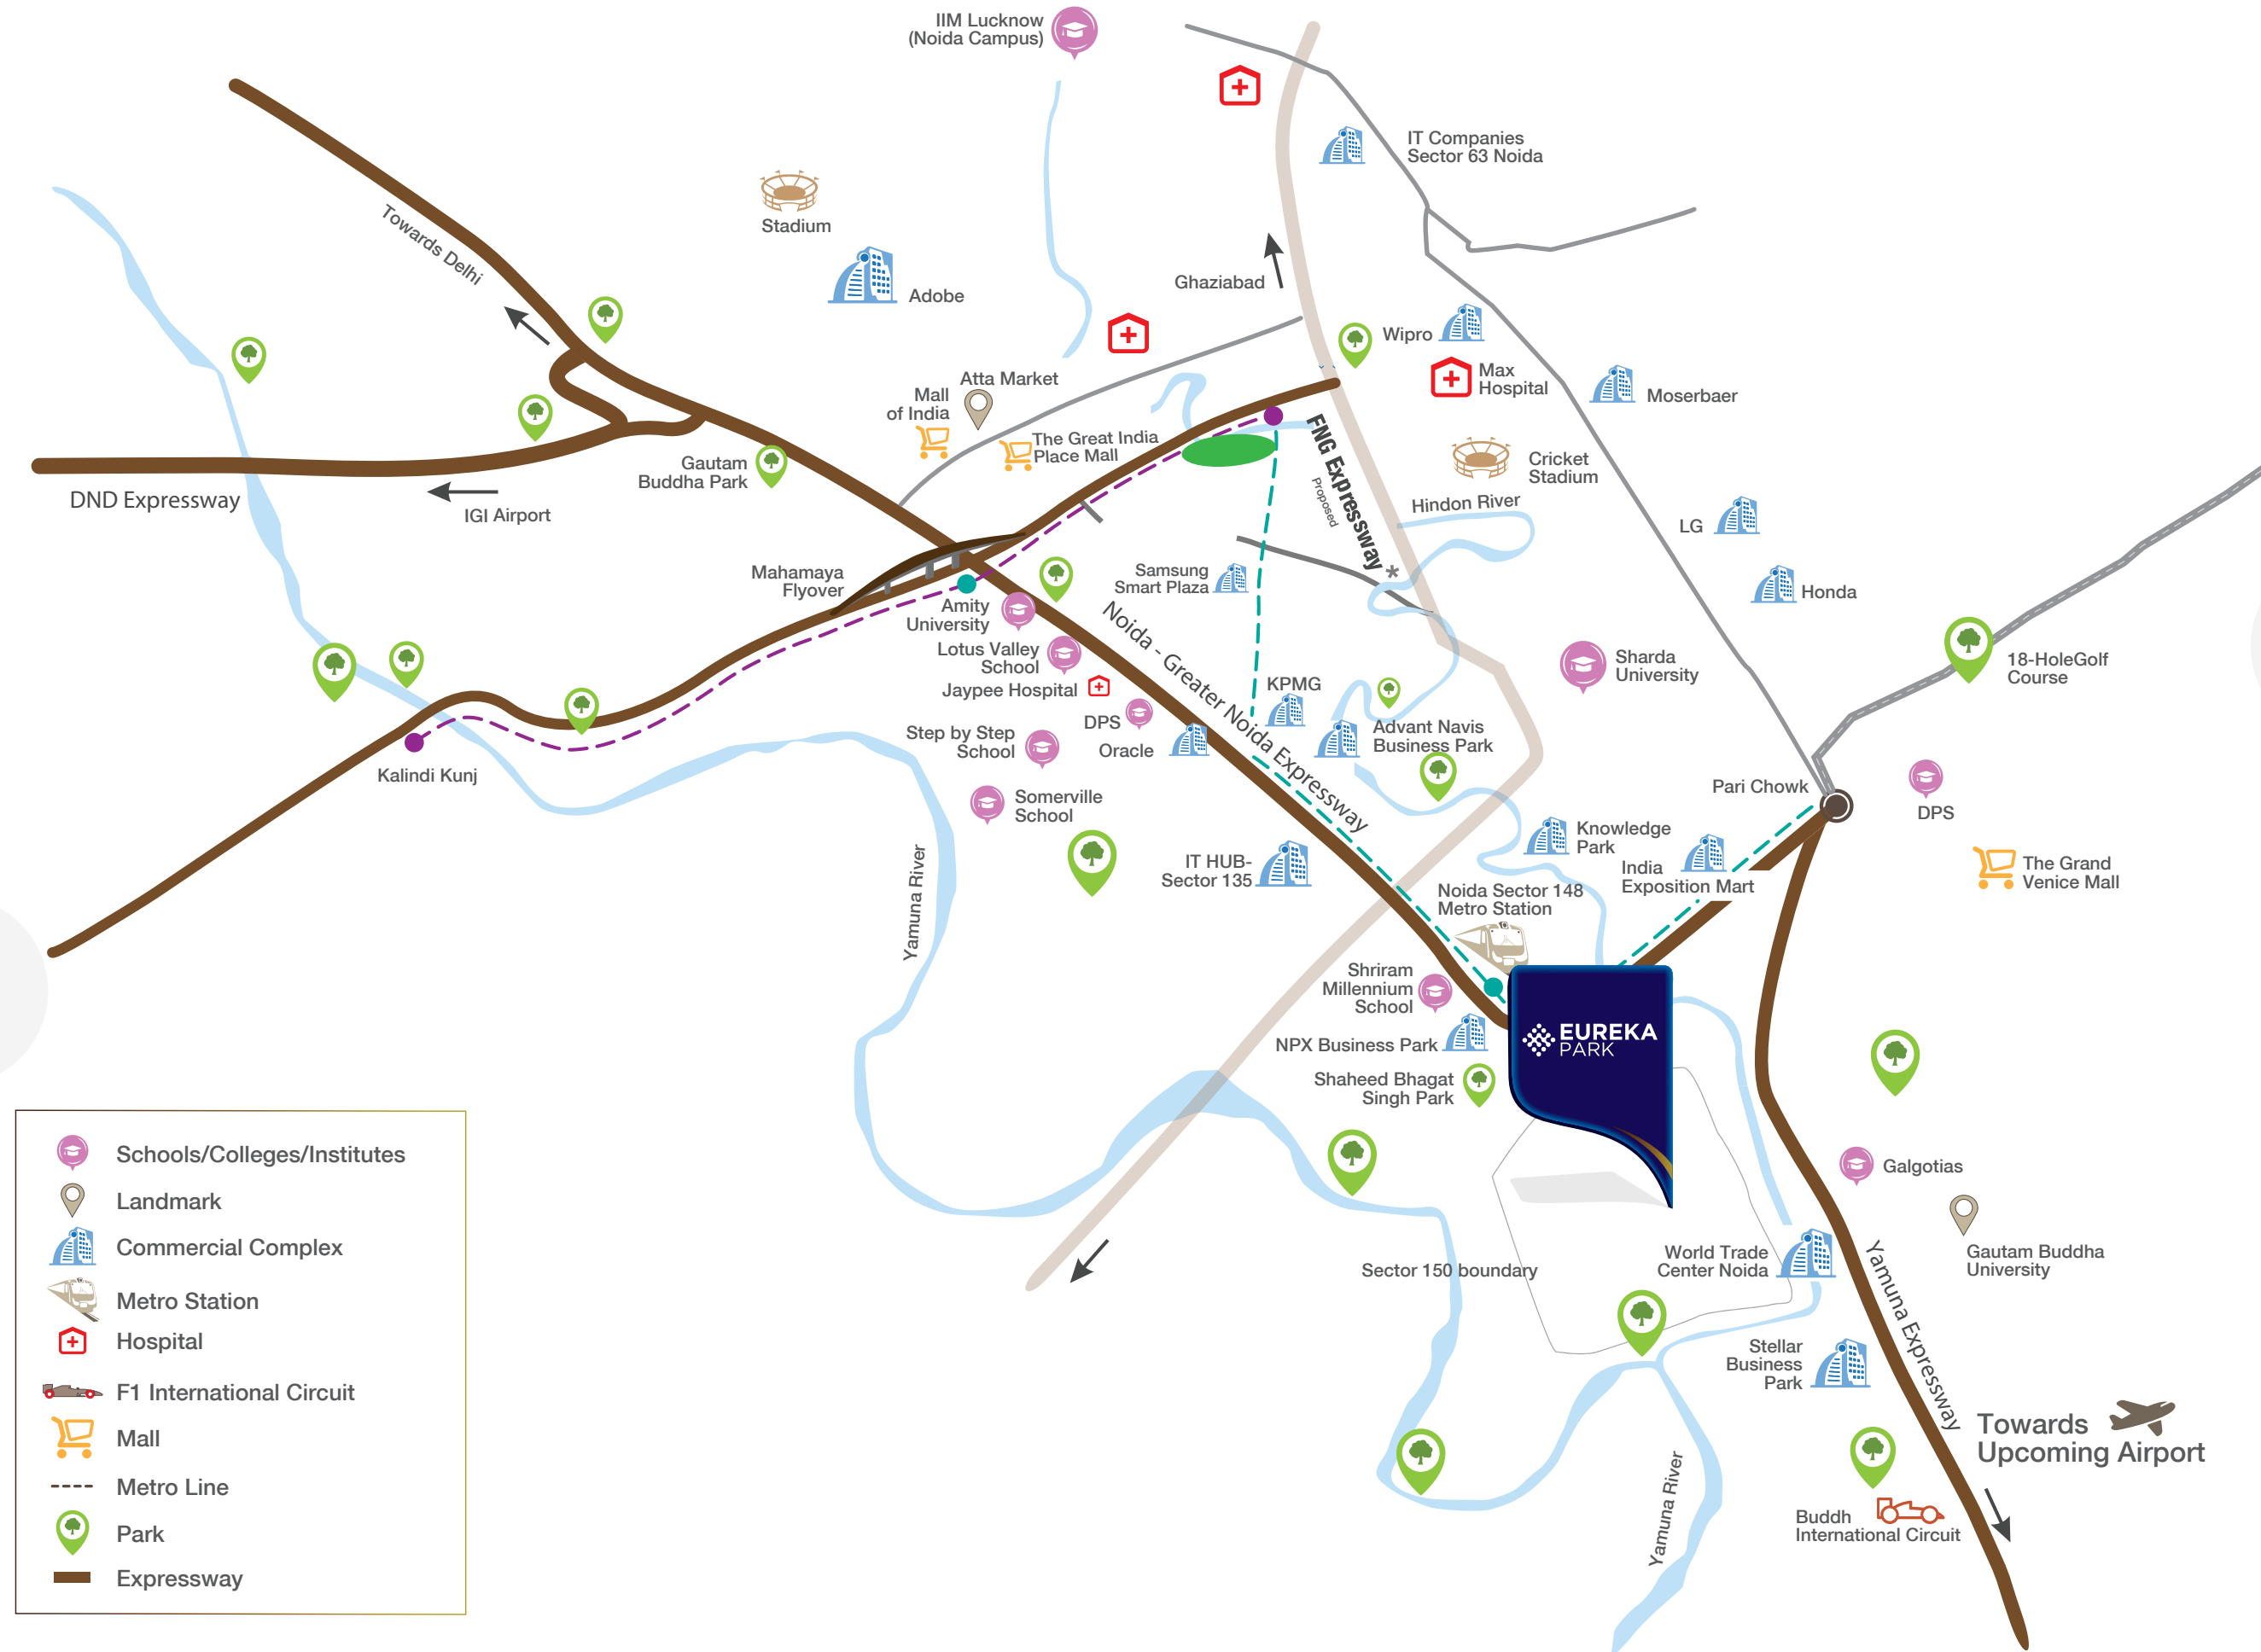 IIM Lucknow
(Noida Campus)
IT Companies
Sector 63 Noida
Towards Delhi
Stadium
Adobe
Ghaziabad
Wipro
Max
Hospital
Moserbaer
Atta Market
Mall
of India
The Great India
Place Mall
Gautam
Buddha Park
DND Expressway
IGI Airport
FNG Expressway *
Proposed
Cricket
Stadium
Hindon River
LG
Honda
Mahamaya
Flyover
Samsung
Smart Plaza
Amity
University
Lotus Valley
School
Jaypee Hospital
Noida - Greater Noida Expressway
Sharda
University
18-HoleGolf
Course
KPMG
DPS
Step by Step
School
Oracle
Advant Navis
Business Park
Kalindi Kunj
Somerville
School
Pari Chowk
DPS
Knowledge
Park
IT HUB-
Sector 135
India
Exposition Mart
The Grand
Venice Mall
Yamuna River
Noida Sector 148
Metro Station
Shriram
Millennium
School
NPX Business Park
EUREKA
PARK
Shaheed Bhagat
Singh Park
Galgotias
Gautam Buddha
University
World Trade
Center Noida
Sector 150 boundary
Yamuna Expressway
Stellar
Business
Park
Towards
Upcoming Airport
Yamuna River
Buddh
International Circuit
Schools/Colleges/Institutes
Landmark
Commercial Complex
Metro Station
Hospital
F1 International Circuit
Mall
Metro Line
Park
Expressway